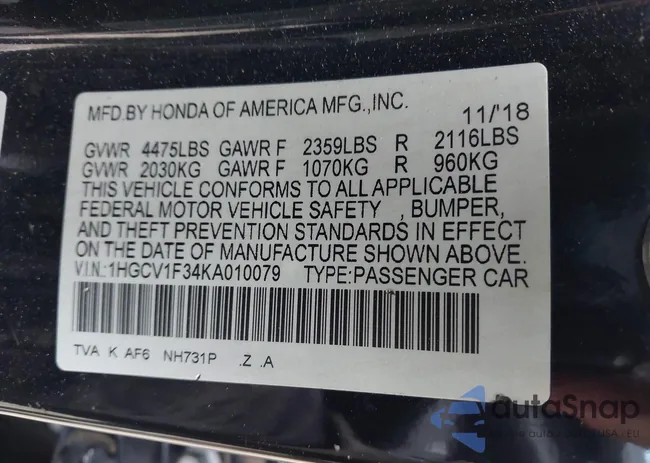 MFD.BY HONDA OF AMERICA MFG.,INC. 11/'18
GVWR 4475LBS GAWR F 2359LBS R 2116LBS
GVWR 2030KG GAWR F 1070KG R 960KG
THIS VEHICLE CONFORMS TO ALL APPLICABLE
FEDERAL MOTOR VEHICLE SAFETY , BUMPER,
AND THEFT PREVENTION STANDARDS IN EFFECT
ON THE DATE OF MANUFACTURE SHOWN ABOVE.
V.I.N.:1HGCV1F34KA010079 TYPE:PASSENGER CAR
TVA K AF6 NH731P .Z .A
autoSnap